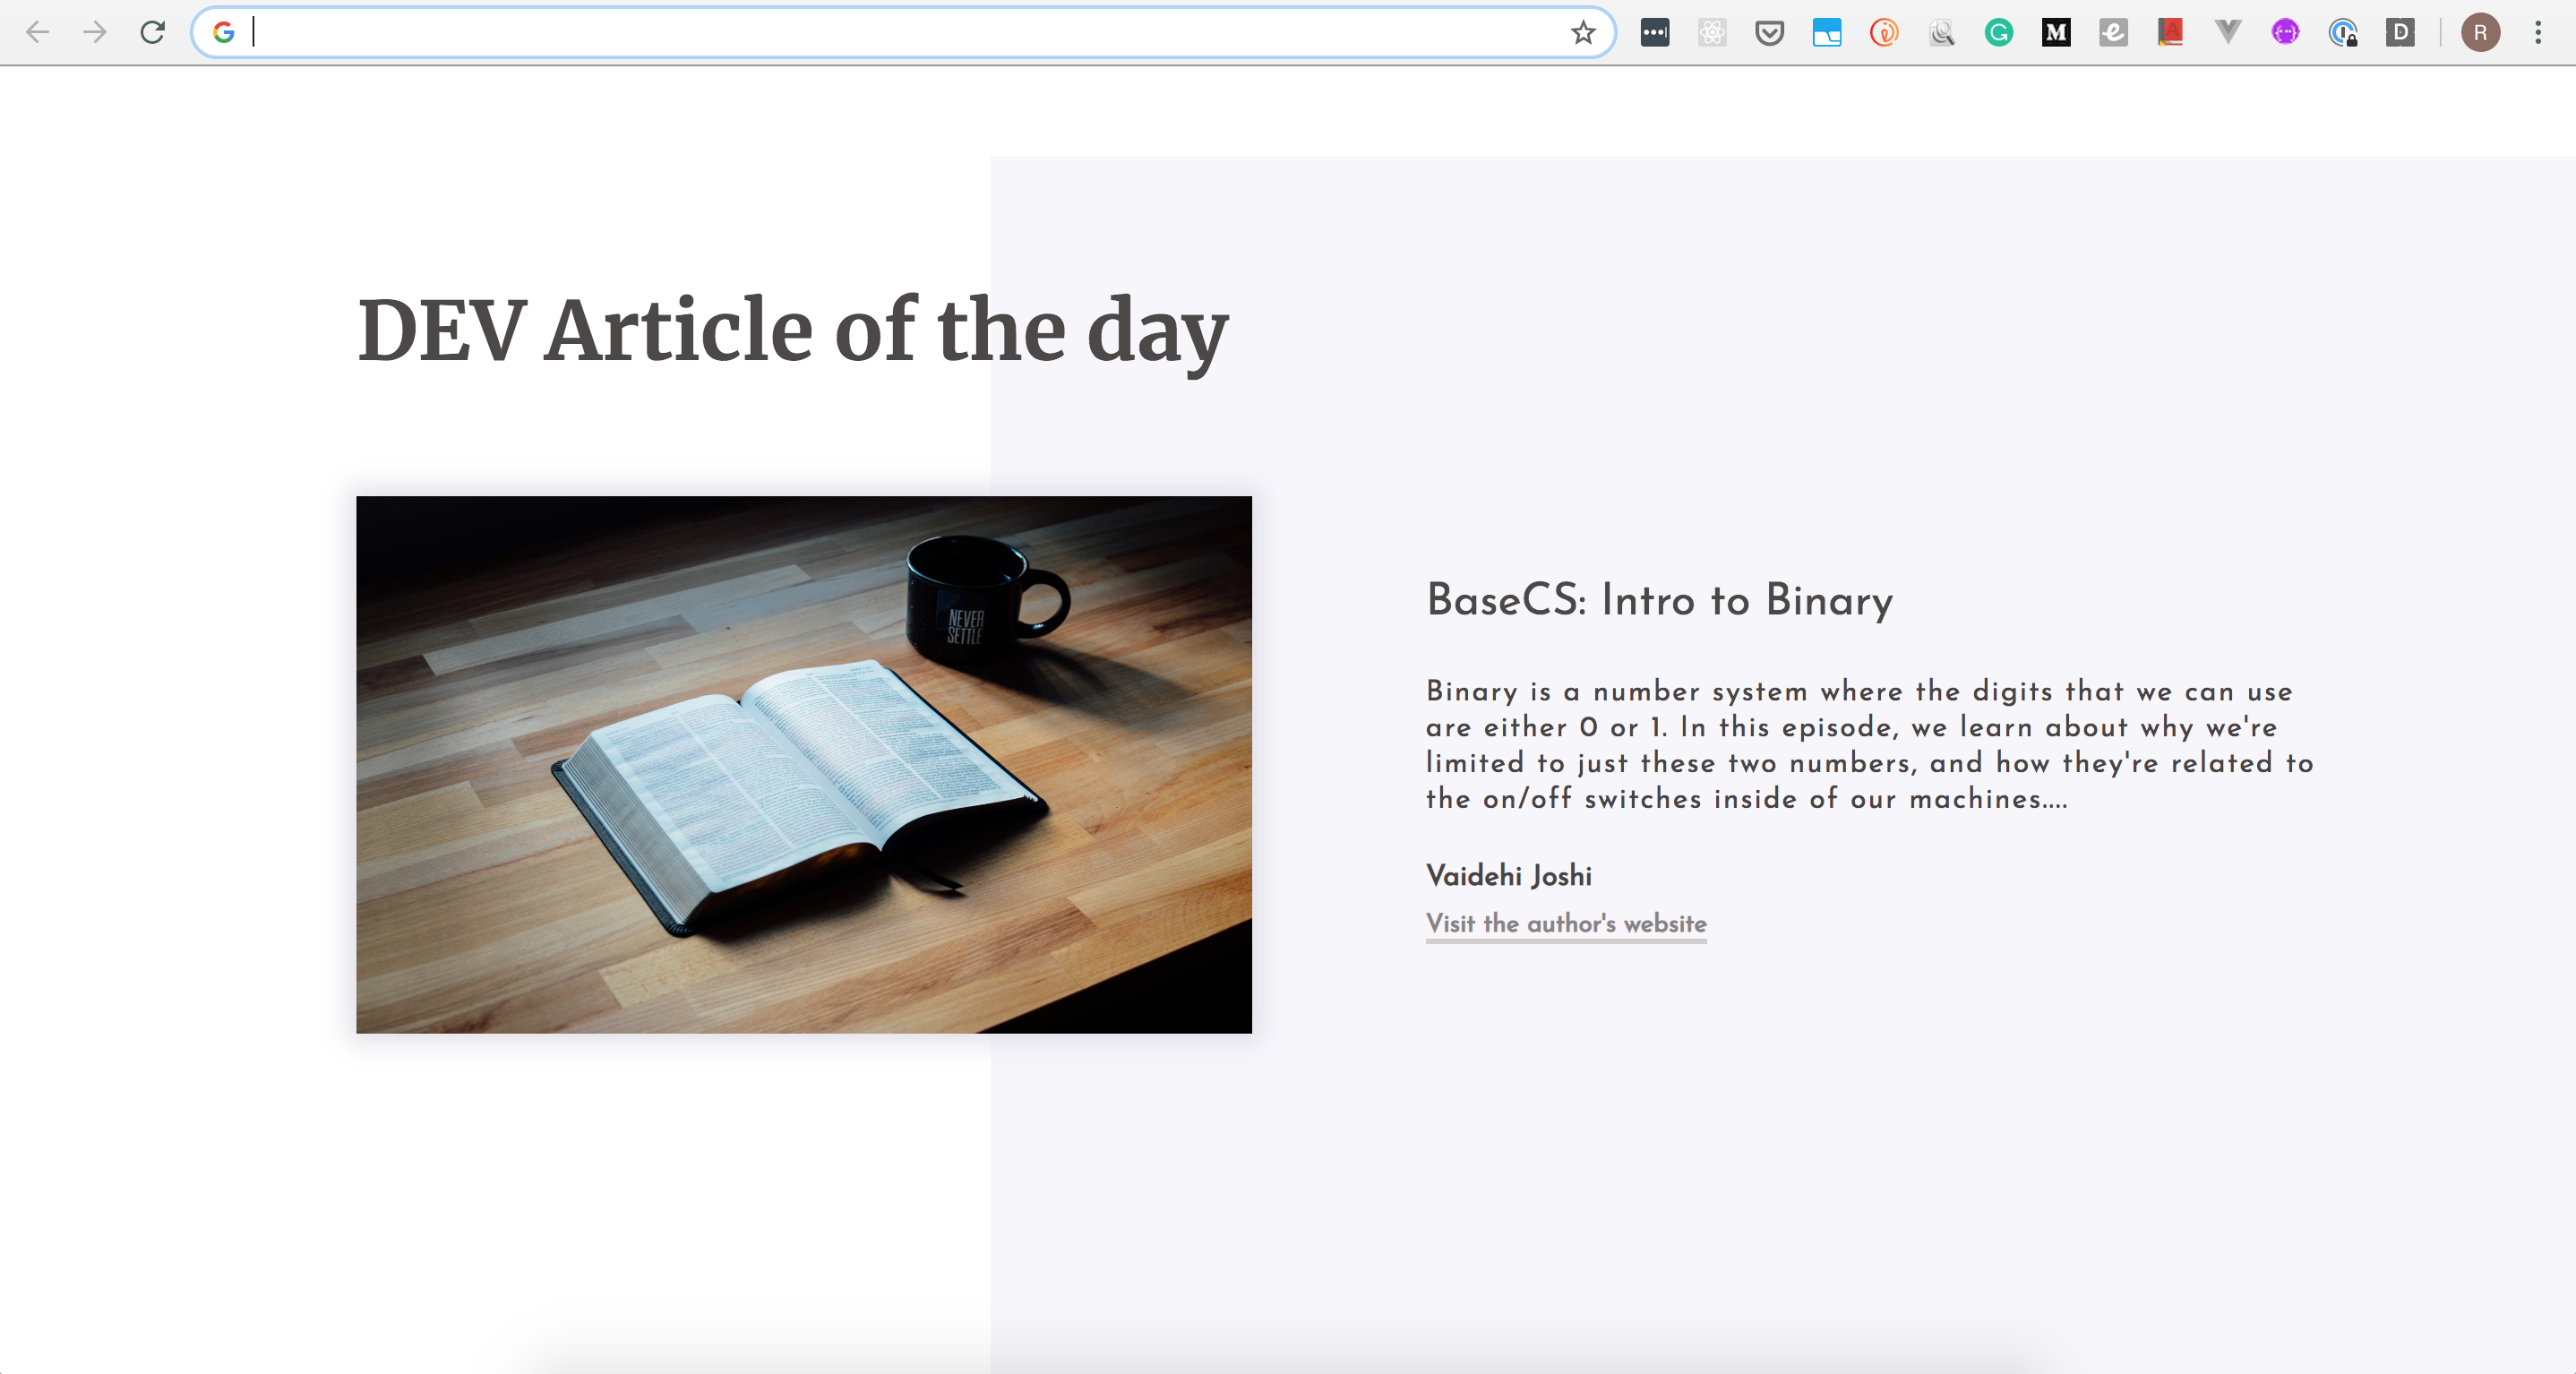 R
DEV Article of the day
NEVER
SETTLE
BaseCS: Intro to Binary
Binary is a number system where the digits that we can use
are either 0 or 1. In this episode, we learn about why we're
limited to just these two numbers, and how they're related to
the on/off switches inside of our machines....
Vaidehi Joshi
Visit the author's website